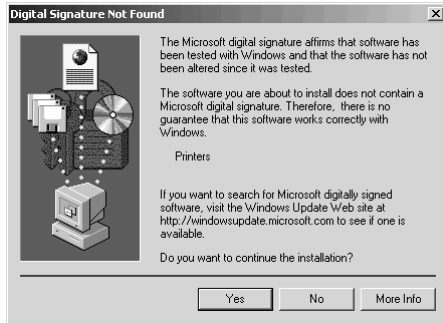 Digital Signature Not Found
The Microsoft digital signature affirms that software has
been tested with Windows and that the software has not
been altered since it was tested.
The software you are about to install does not contain a
Microsoft digital signature. Therefore, there is no
guarantee that this software works correctly with
Windows.
Printers
If you want to search for Microsoft digitally signed
software, visit the Windows Update Web site at
http://windowsupdate.microsoft.com to see if one is
available.
Do you want to continue the installation?
Yes
No
More Info